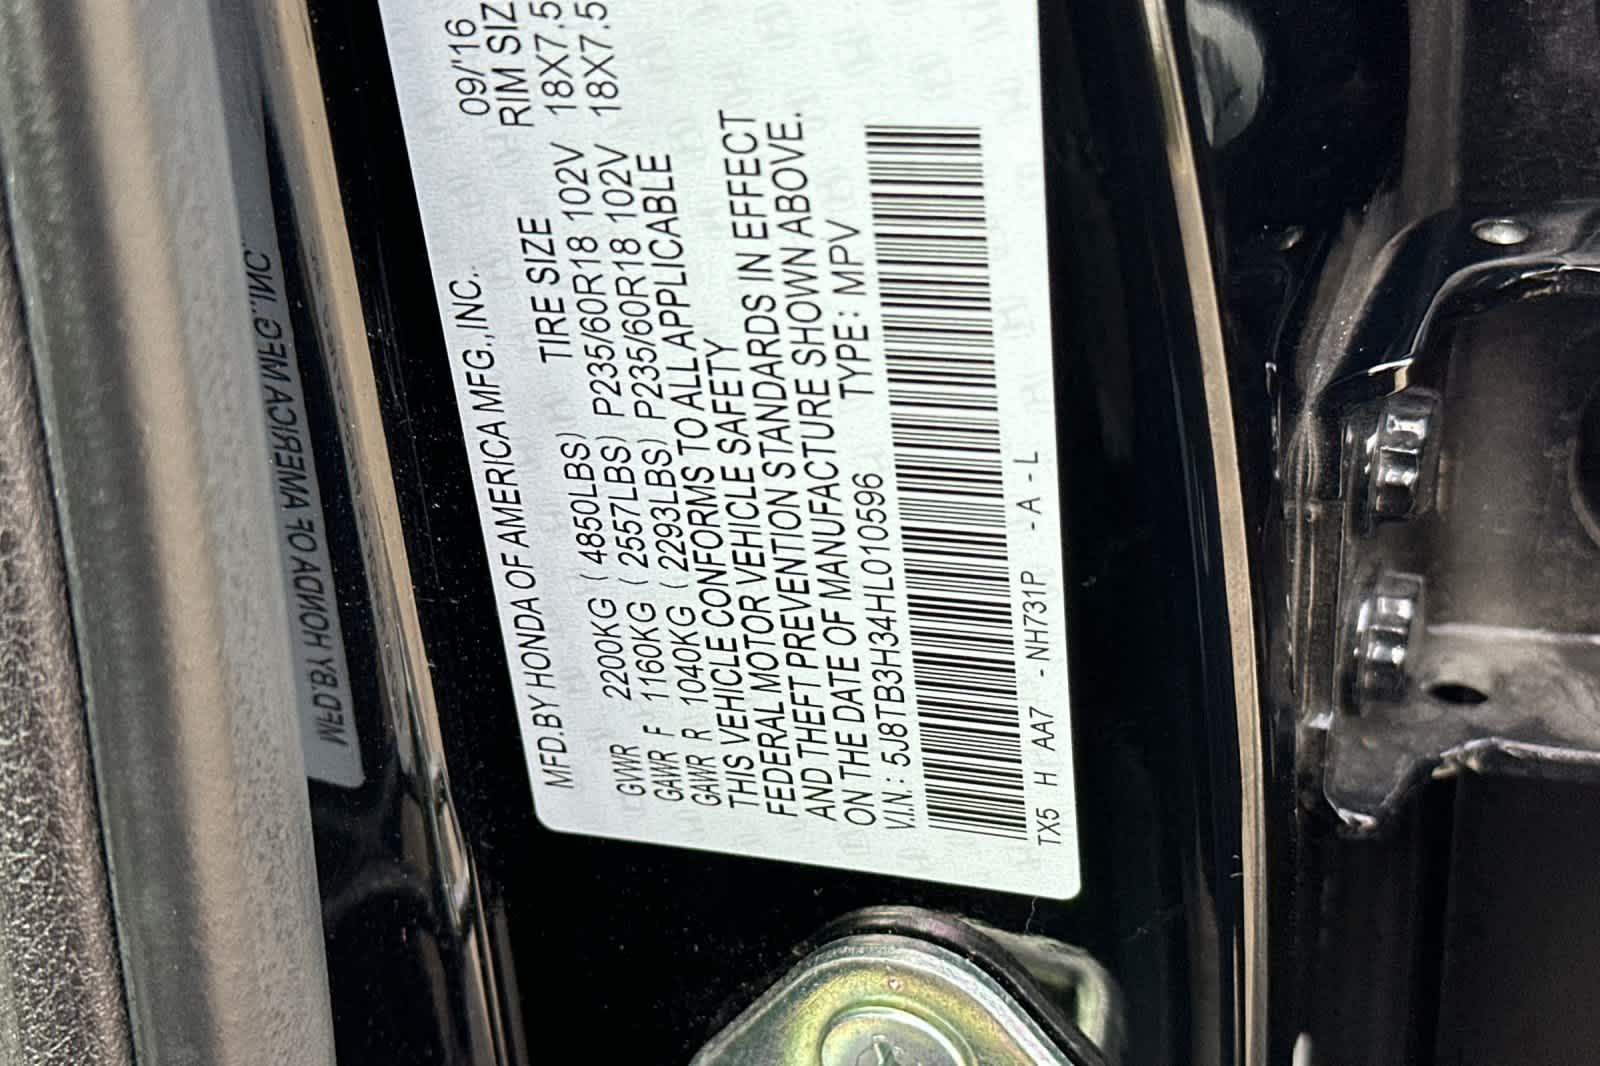 MFD.BY HONDA OF AMERICA MFG.,INC. 09/'16
TIRE SIZE RIM SIZ
GVWR 2200KG ( 4850LBS)
GAWR F 1160KG ( 2557LBS) P235/60R18 102V 18X7.5
GAWR R 1040KG ( 2293LBS) P235/60R18 102V 18X7.5
THIS VEHICLE CONFORMS TO ALL APPLICABLE
FEDERAL MOTOR VEHICLE SAFETY
AND THEFT PREVENTION STANDARDS IN EFFECT
ON THE DATE OF MANUFACTURE SHOWN ABOVE.
V.I.N.: 5J8TB3H34HL010596 TYPE: MPV
TX5 H AA7 -NH731P -A-L
MFD.BY HONDA OF AMERICA MFG.,INC.